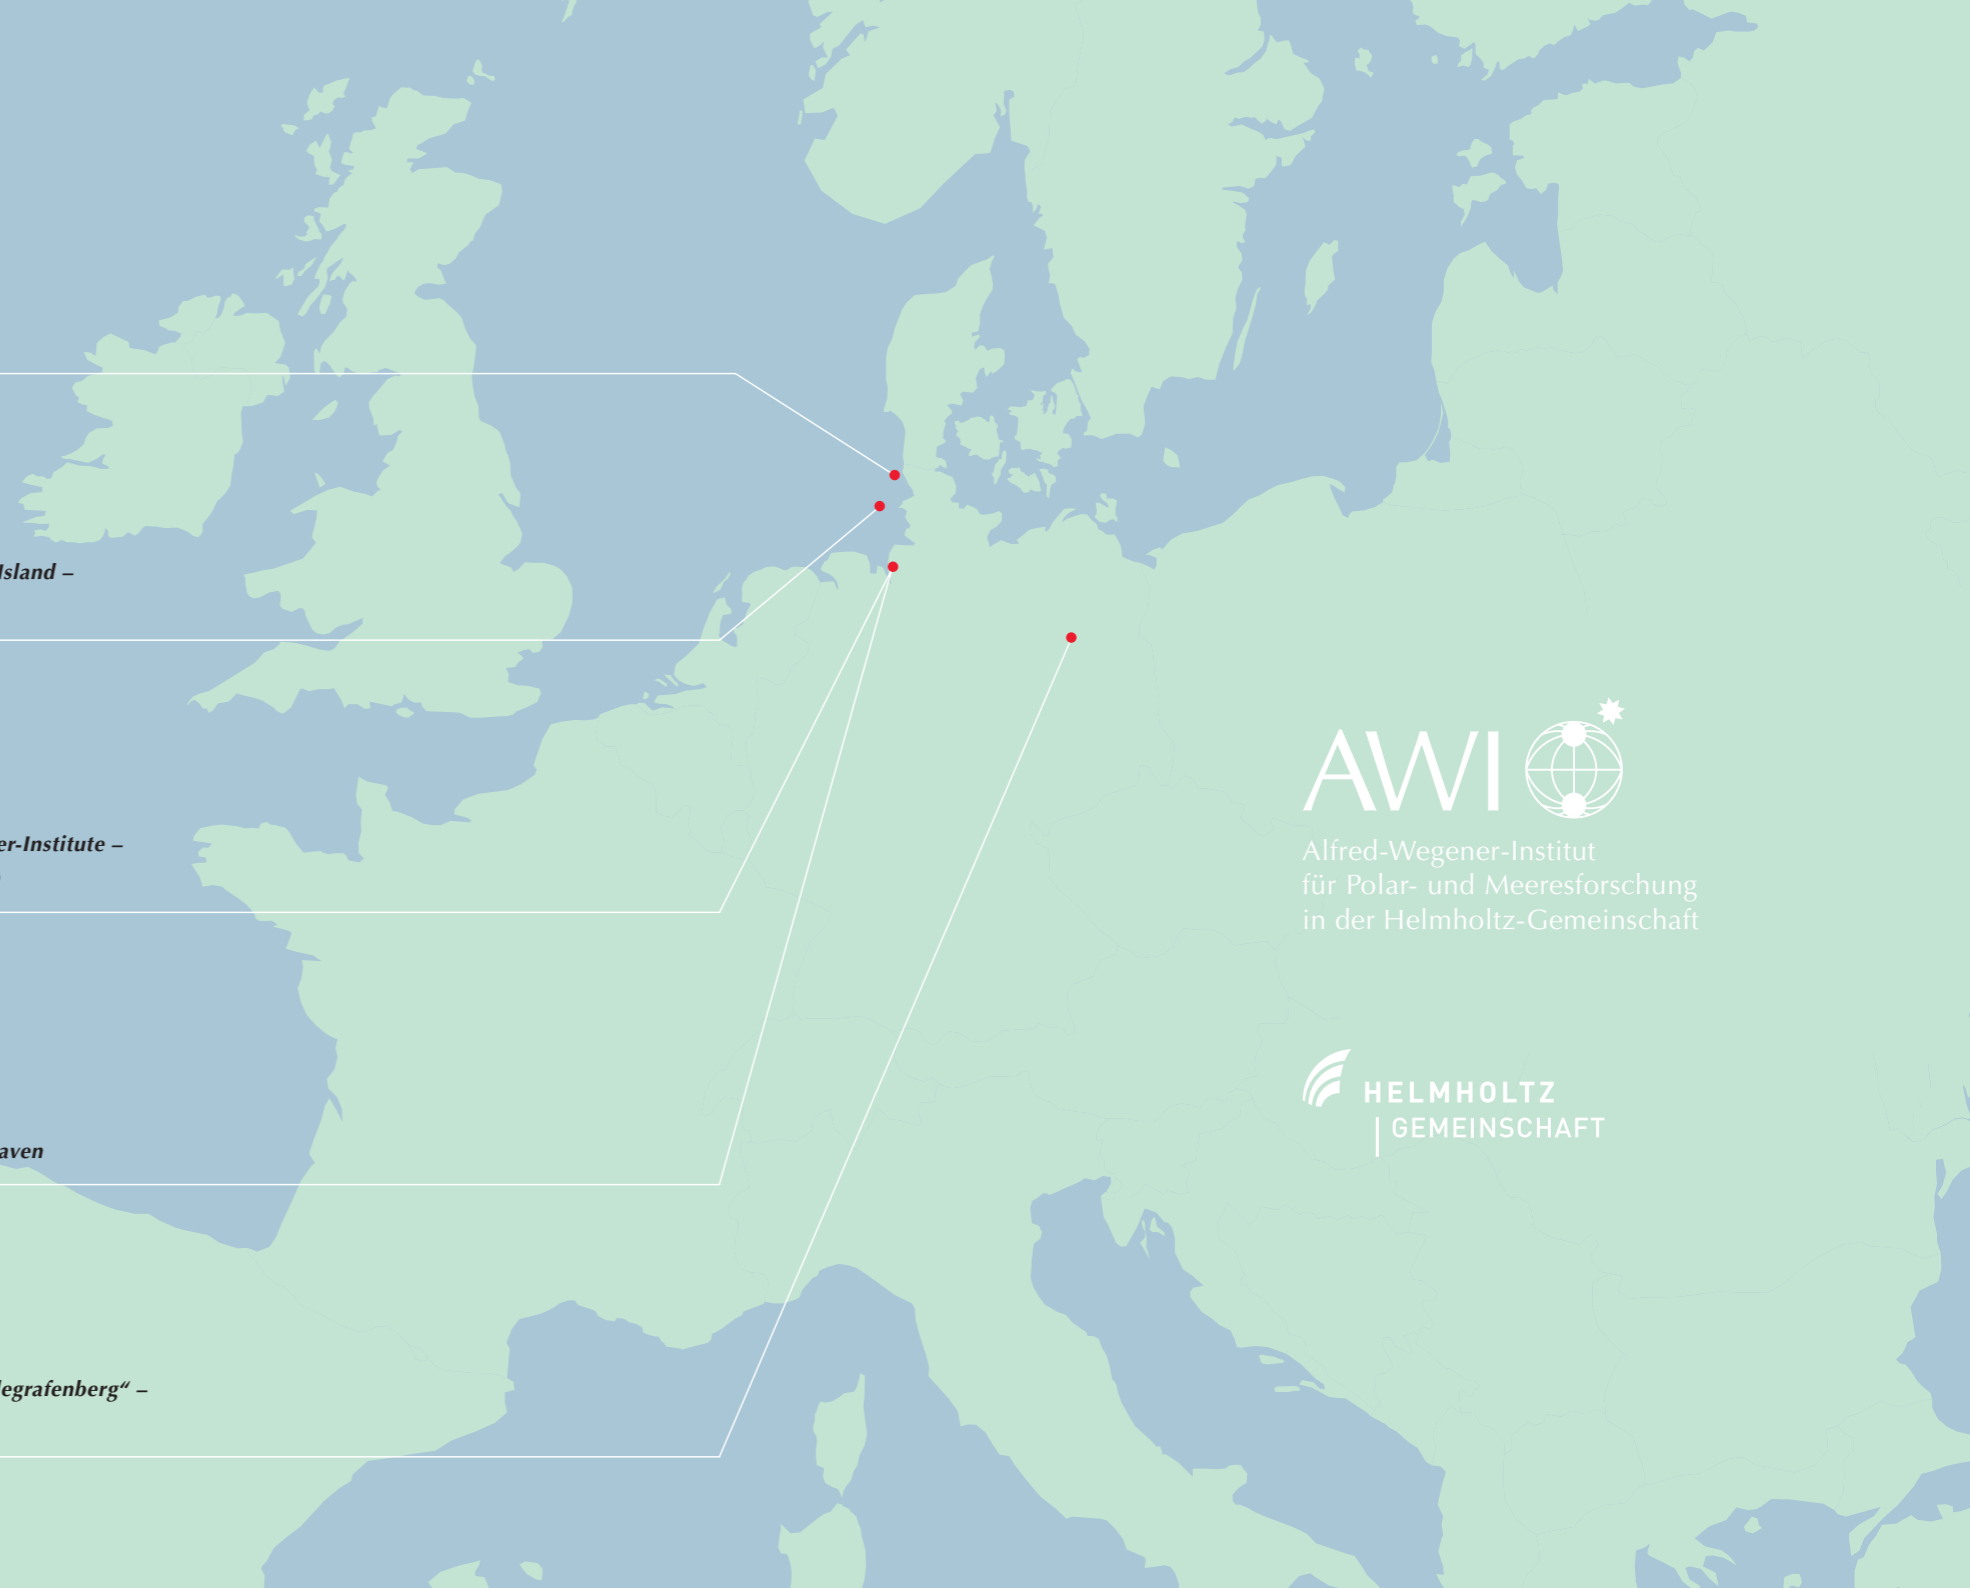 Island –
er-Institute –
aven
legrafenberg“ –
AWI
Alfred-Wegener-Institut
für Polar- und Meeresforschung
in der Helmholtz-Gemeinschaft
HELMHOLTZ
GEMEINSCHAFT